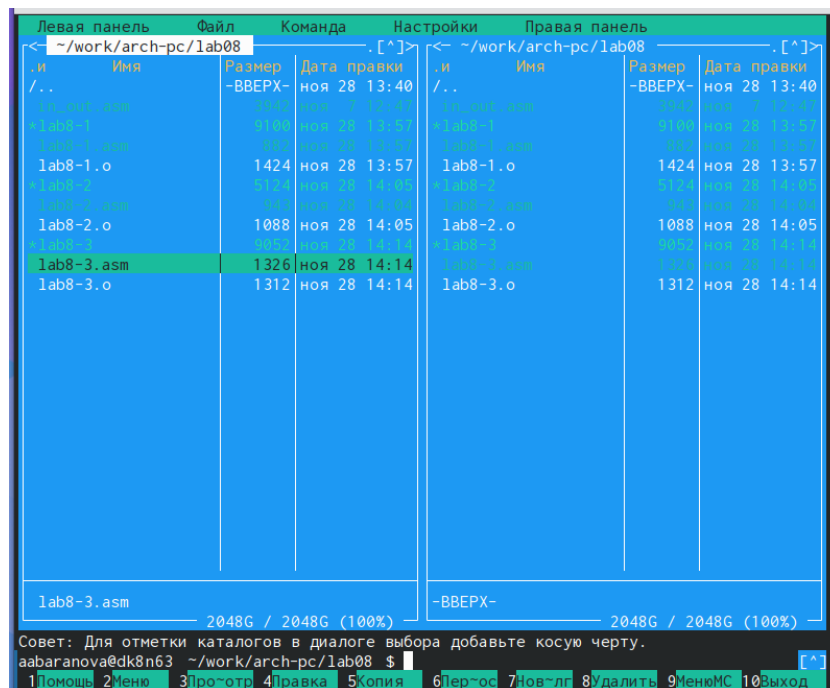 Левая панель Файл Команда Настройки Правая панель
<─ ~/work/arch-pc/lab08 ─.[^]> <─ ~/work/arch-pc/lab08 ─.[^]>
.и Имя Размер Дата правки .и Имя Размер Дата правки
/.. -ВВЕРХ- ноя 28 13:40 /.. -ВВЕРХ- ноя 28 13:40
in_out.asm 3942 ноя 7 12:47 in_out.asm 3942 ноя 7 12:47
*lab8-1 9100 ноя 28 13:57 *lab8-1 9100 ноя 28 13:57
lab8-1.asm 882 ноя 28 13:57 lab8-1.asm 882 ноя 28 13:57
lab8-1.o 1424 ноя 28 13:57 lab8-1.o 1424 ноя 28 13:57
*lab8-2 5124 ноя 28 14:05 *lab8-2 5124 ноя 28 14:05
lab8-2.asm 943 ноя 28 14:04 lab8-2.asm 943 ноя 28 14:04
lab8-2.o 1088 ноя 28 14:05 lab8-2.o 1088 ноя 28 14:05
*lab8-3 9052 ноя 28 14:14 *lab8-3 9052 ноя 28 14:14
lab8-3.asm 1326 ноя 28 14:14 lab8-3.asm 1326 ноя 28 14:14
lab8-3.o 1312 ноя 28 14:14 lab8-3.o 1312 ноя 28 14:14
lab8-3.asm -ВВЕРХ-
2048G / 2048G (100%) 2048G / 2048G (100%)
Совет: Для отметки каталогов в диалоге выбора добавьте косую черту.
aabaranova@dk8n63 ~/work/arch-pc/lab08 $ [^]
1Помощь 2Меню 3Про~отр 4Правка 5Копия 6Пер~ос 7Нов~лг 8Удалить 9МенюMC 10Выход